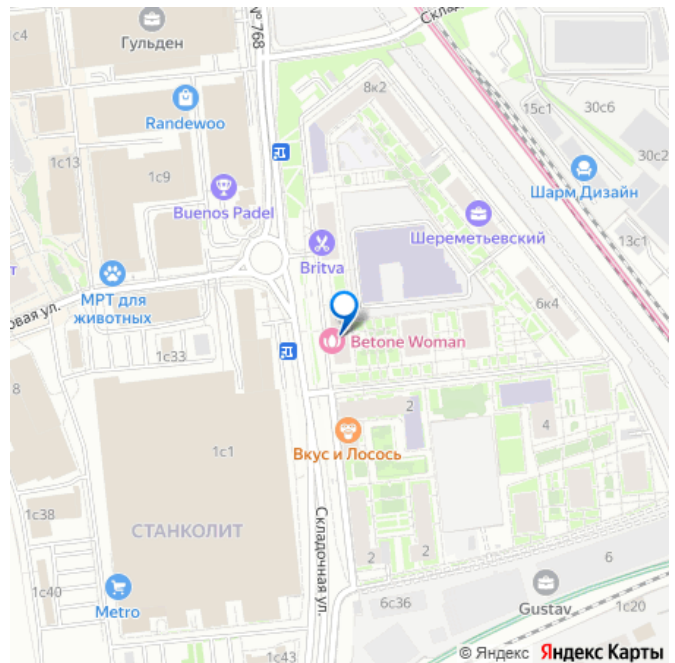 с4
Гульден
№ 768
Скла
8к2
Randewoo
15с1
30с6
1с13
1с9
30с2
Buenos Padel
Шарм Дизайн
Шереметьевский
13с1
Britva
т
МРТ для
животных
овая ул.
6к4
Betone Woman
1с33
8
2
4
Вкус и Лосось
1с1
1с38
СТАНКОЛИТ
Складочная ул.
2
2
6
1с40
Metro
6с36
Gustav
1с20
1с43
© Яндекс Яндекс Карты